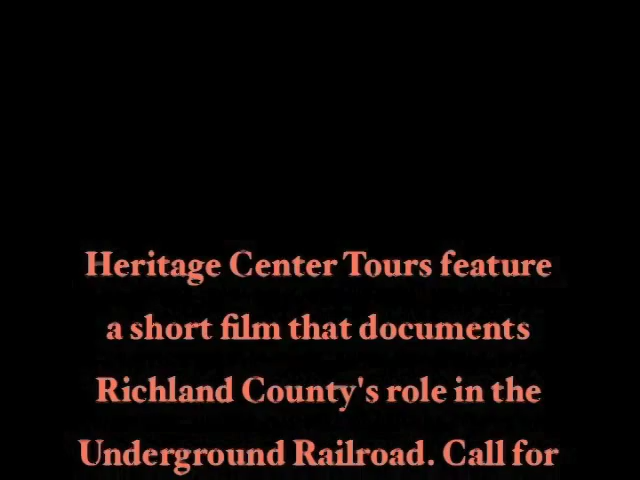 Heritage Center Tours feature
a short film that documents
Richland County's role in the
Underground Railroad. Call for